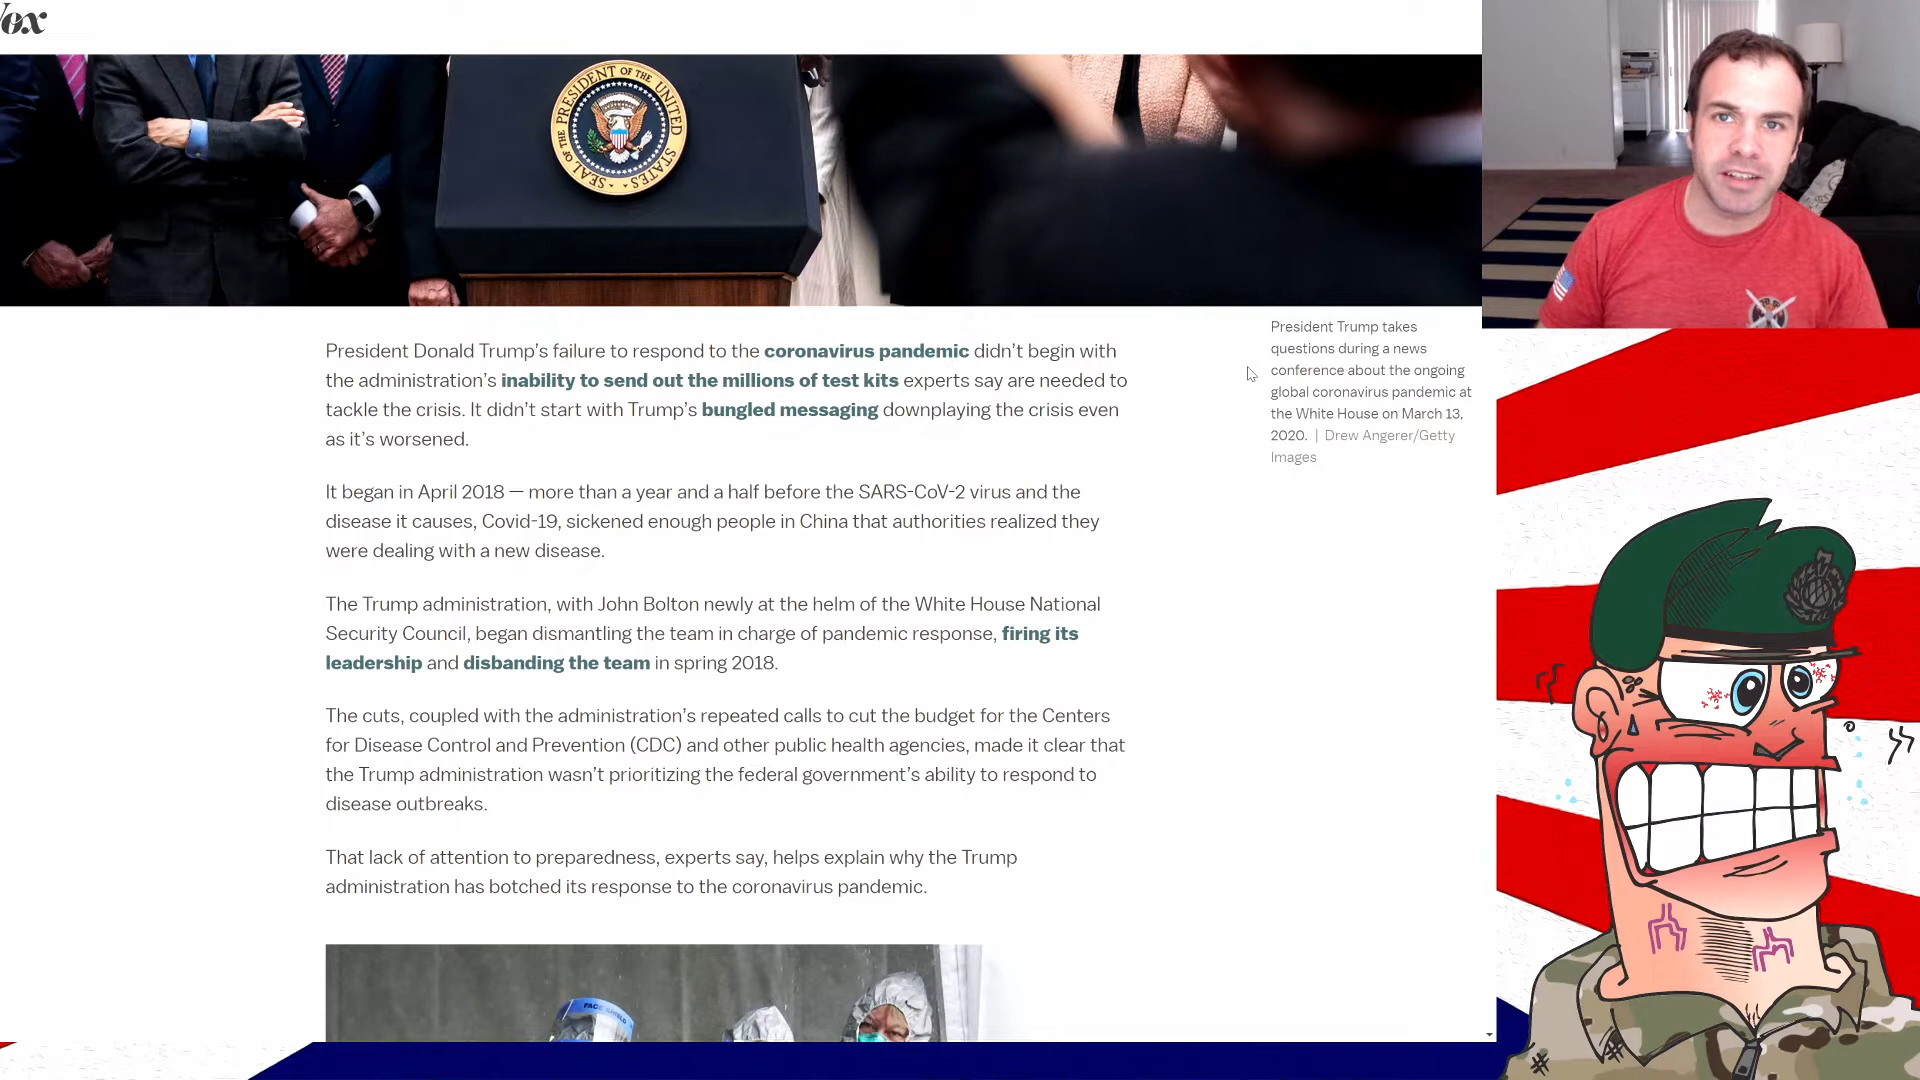 Vox
SEAL OF THE PRESIDENT OF THE UNITED STATES
President Donald Trump’s failure to respond to the coronavirus pandemic didn’t begin with
the administration’s inability to send out the millions of test kits experts say are needed to
tackle the crisis. It didn’t start with Trump’s bungled messaging downplaying the crisis even
as it’s worsened.
It began in April 2018 — more than a year and a half before the SARS-CoV-2 virus and the
disease it causes, Covid-19, sickened enough people in China that authorities realized they
were dealing with a new disease.
The Trump administration, with John Bolton newly at the helm of the White House National
Security Council, began dismantling the team in charge of pandemic response, firing its
leadership and disbanding the team in spring 2018.
The cuts, coupled with the administration’s repeated calls to cut the budget for the Centers
for Disease Control and Prevention (CDC) and other public health agencies, made it clear that
the Trump administration wasn’t prioritizing the federal government’s ability to respond to
disease outbreaks.
That lack of attention to preparedness, experts say, helps explain why the Trump
administration has botched its response to the coronavirus pandemic.
President Trump takes
questions during a news
conference about the ongoing
global coronavirus pandemic at
the White House on March 13,
2020. | Drew Angerer/Getty
Images
FACE SHIELD